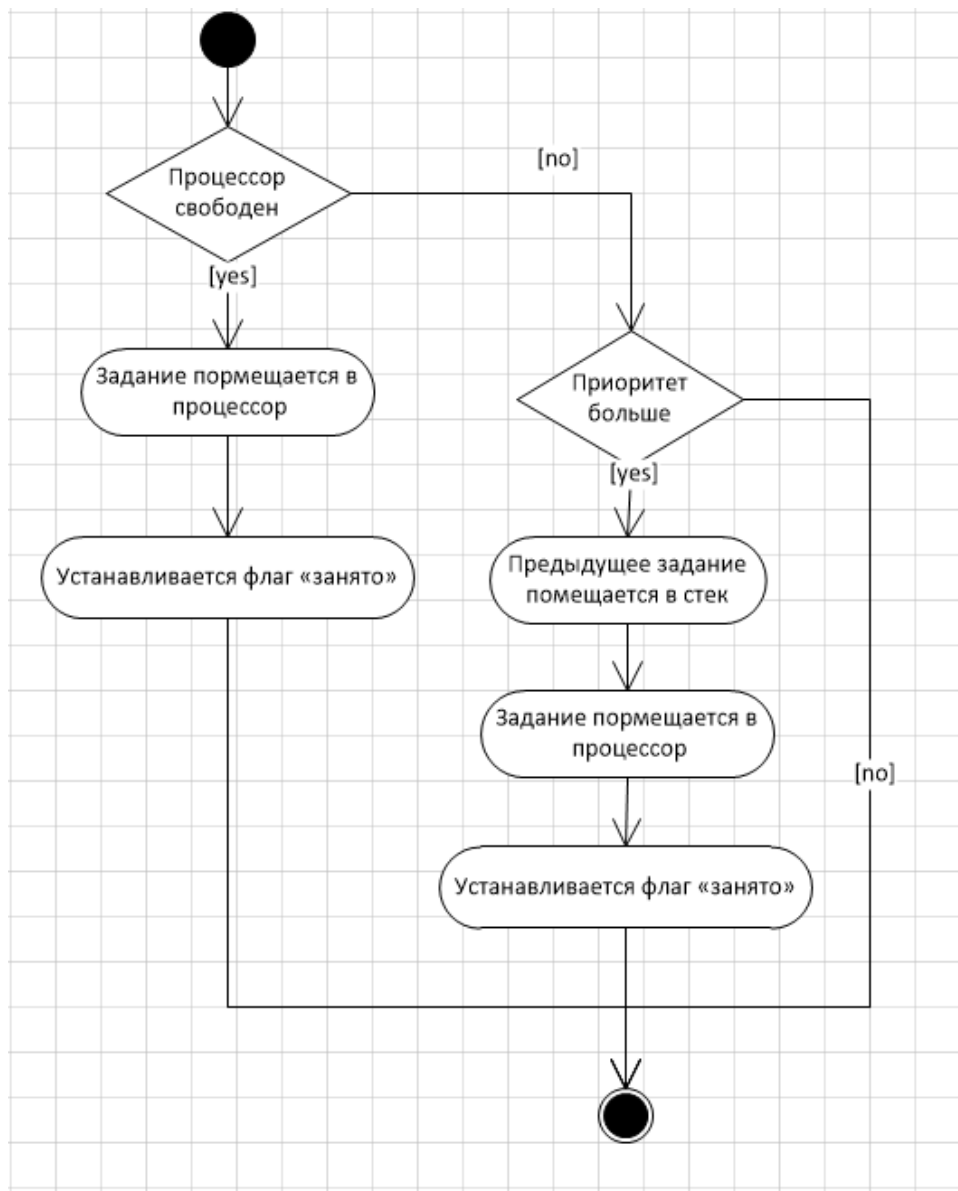 Процессор
свободен
[no]
[yes]
Задание пормещается в
процессор
Устанавливается флаг «занято»
Приоритет
больше
[yes]
Предыдущее задание
помещается в стек
Задание пормещается в
процессор
[no]
Устанавливается флаг «занято»